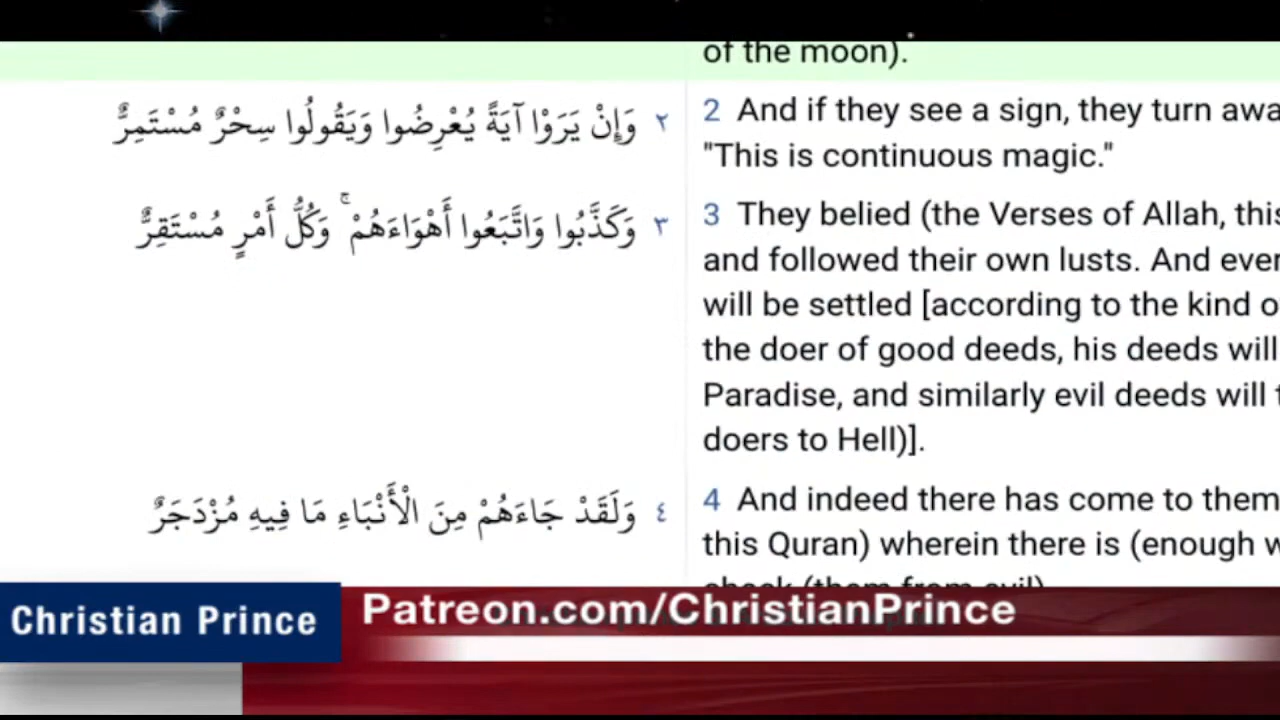 of the moon).
٢ وَإِنْ يَرَوْا آيَةً يُعْرِضُوا وَيَقُولُوا سِحْرٌ مُسْتَمِرٌّ
2 And if they see a sign, they turn awa
"This is continuous magic."
٣ وَكَذَّبُوا وَاتَّبَعُوا أَهْوَاءَهُمْ ۚ وَكُلُّ أَمْرٍ مُسْتَقِرٌّ
3 They belied (the Verses of Allah, this
and followed their own lusts. And ever
will be settled [according to the kind o
the doer of good deeds, his deeds will
Paradise, and similarly evil deeds will t
doers to Hell)].
٤ وَلَقَدْ جَاءَهُمْ مِنَ الْأَنْبَاءِ مَا فِيهِ مُزْدَجَرٌ
4 And indeed there has come to them
this Quran) wherein there is (enough w
check (them from evil)
Christian Prince
Patreon.com/ChristianPrince